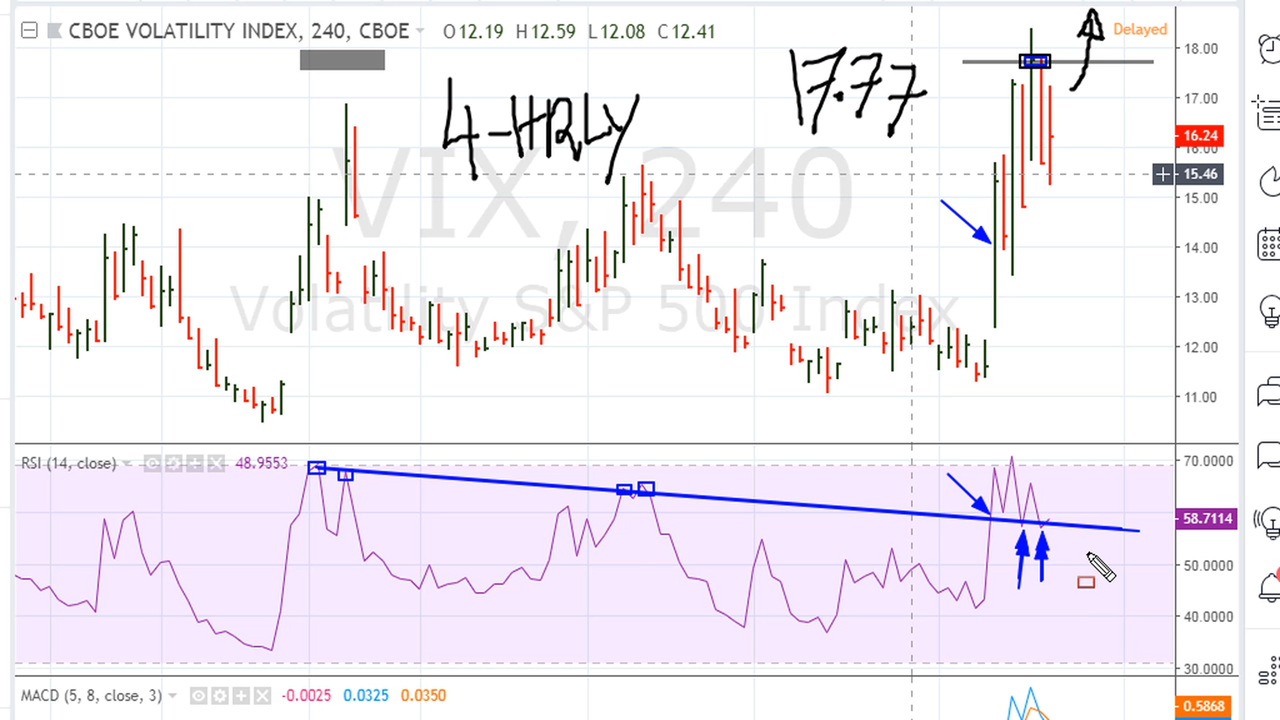 CBOE VOLATILITY INDEX, 240, CBOE O12.19 H12.59 L12.08 C12.41
Delayed
4-HRLY
17.77
VIX, 240
Volatility S&P 500 Index
18.00
17.00
16.24
16.00
15.46
15.00
14.00
13.00
12.00
11.00
RSI (14, close) 48.9553
70.0000
58.7114
50.0000
40.0000
30.0000
MACD (5, 8, close, 3) -0.0025 0.0325 0.0350
0.5868